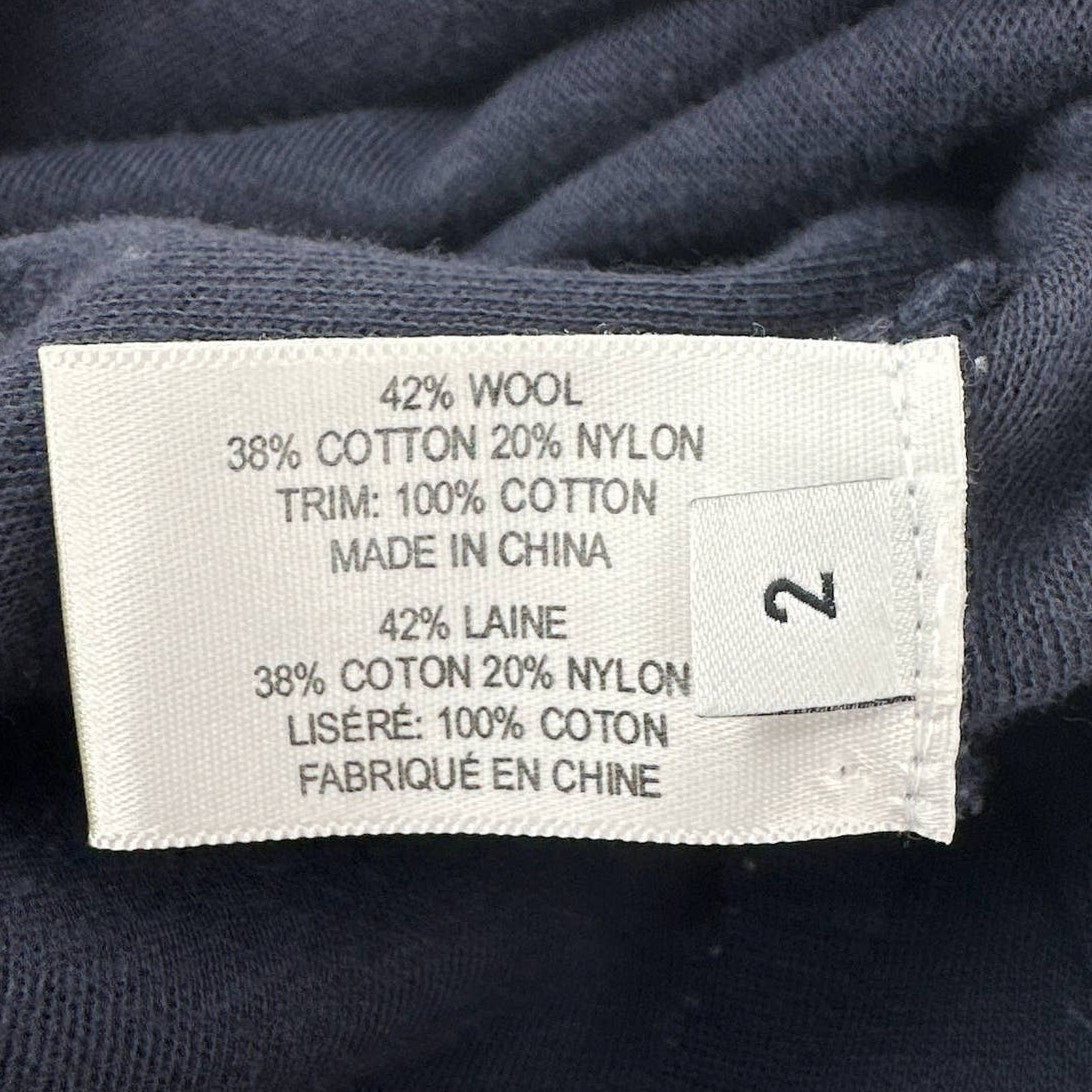 42% WOOL
38% COTTON 20% NYLON
TRIM: 100% COTTON
MADE IN CHINA
42% LAINE
38% COTON 20% NYLON
LISÉRÉ: 100% COTON
FABRIQUÉ EN CHINE
2